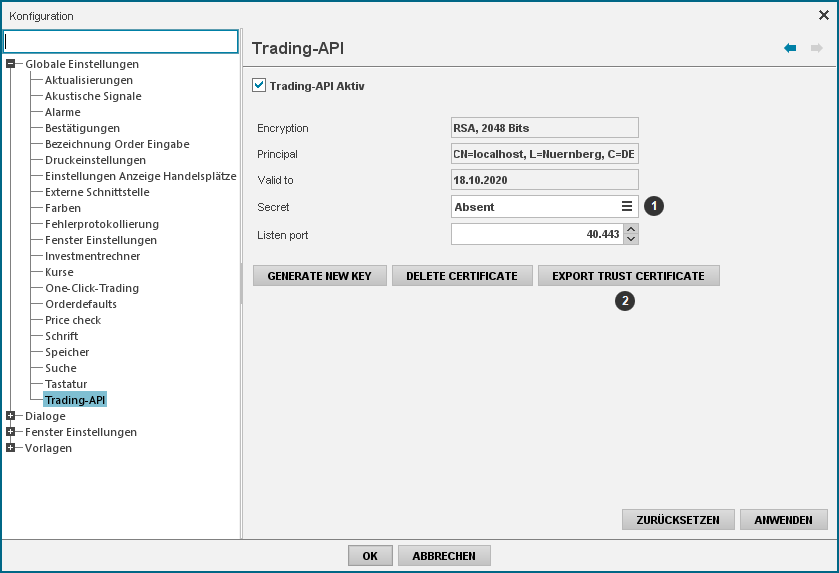 Konfiguration
Globale Einstellungen
Aktualisierungen
Akustische Signale
Alarme
Bestätigungen
Bezeichnung Order Eingabe
Druckeinstellungen
Einstellungen Anzeige Handelsplätze
Externe Schnittstelle
Farben
Fehlerprotokollierung
Fenster Einstellungen
Investmentrechner
Kurse
One-Click-Trading
Orderdefaults
Price check
Schrift
Speicher
Suche
Tastatur
Trading-API
Dialoge
Fenster Einstellungen
Vorlagen
Trading-API
Trading-API Aktiv
Encryption RSA, 2048 Bits
Principal CN=localhost, L=Nuernberg, C=DE
Valid to 18.10.2020
Secret Absent 1
Listen port 40.443
GENERATE NEW KEY DELETE CERTIFICATE EXPORT TRUST CERTIFICATE
2
ZURÜCKSETZEN ANWENDEN
OK ABBRECHEN